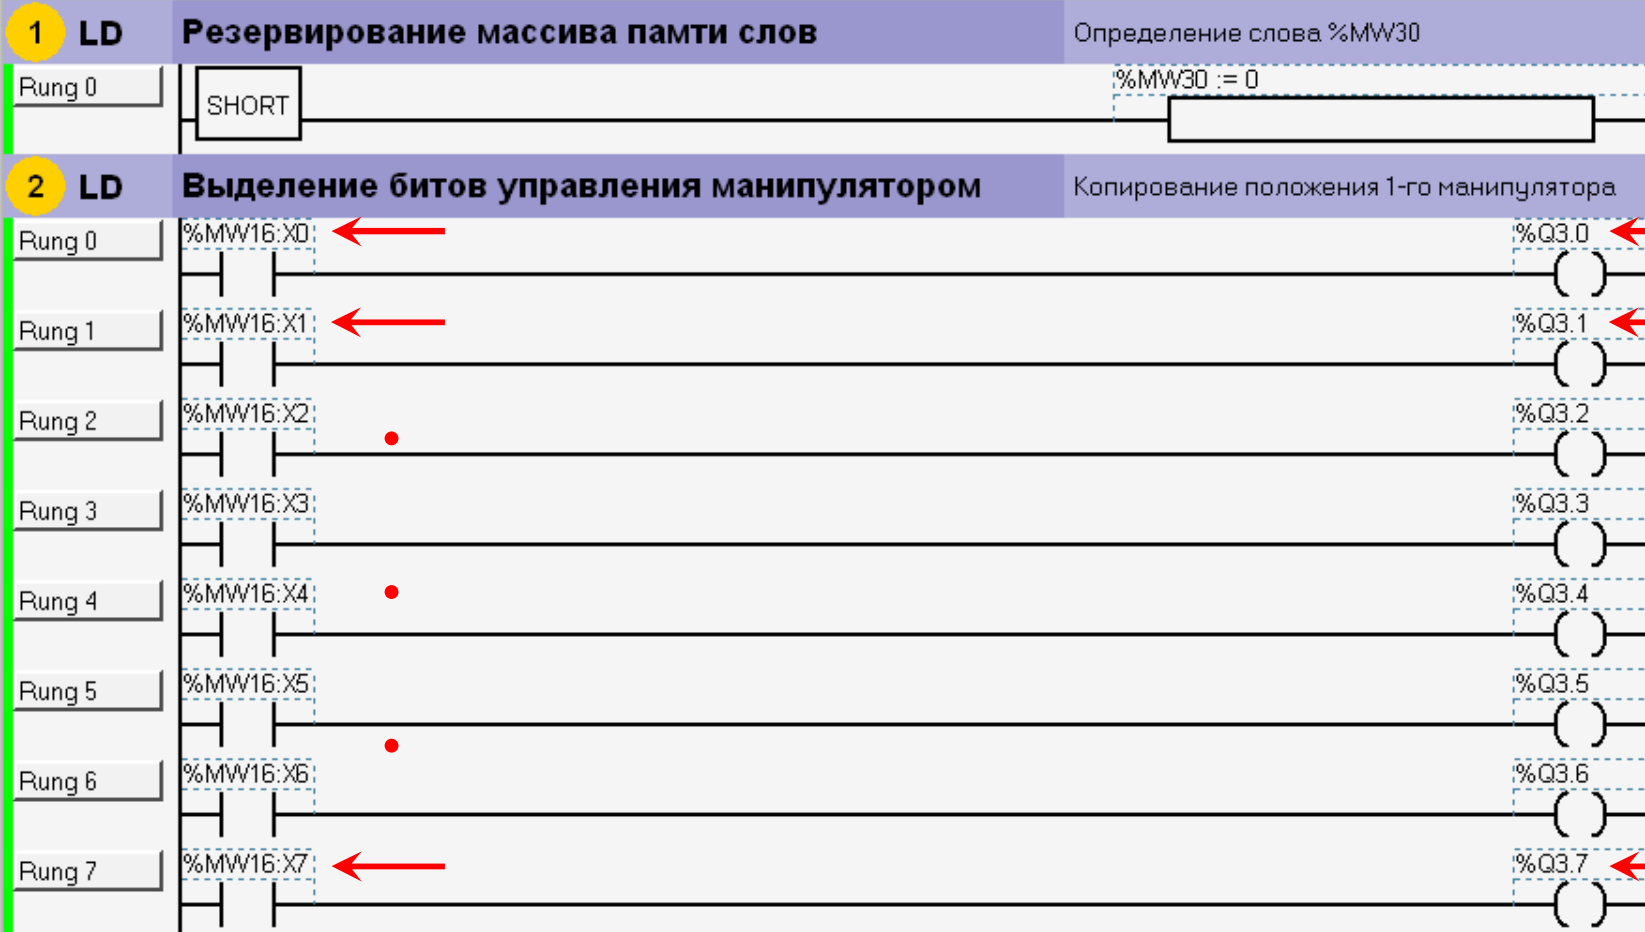 1 LD Резервирование массива памти слов Определение слова %MW30
Rung 0
SHORT
%MW30 := 0
2 LD Выделение битов управления манипулятором Копирование положения 1-го манипулятора
Rung 0 %MW16:X0 %Q3.0
Rung 1 %MW16:X1 %Q3.1
Rung 2 %MW16:X2 %Q3.2
Rung 3 %MW16:X3 %Q3.3
Rung 4 %MW16:X4 %Q3.4
Rung 5 %MW16:X5 %Q3.5
Rung 6 %MW16:X6 %Q3.6
Rung 7 %MW16:X7 %Q3.7